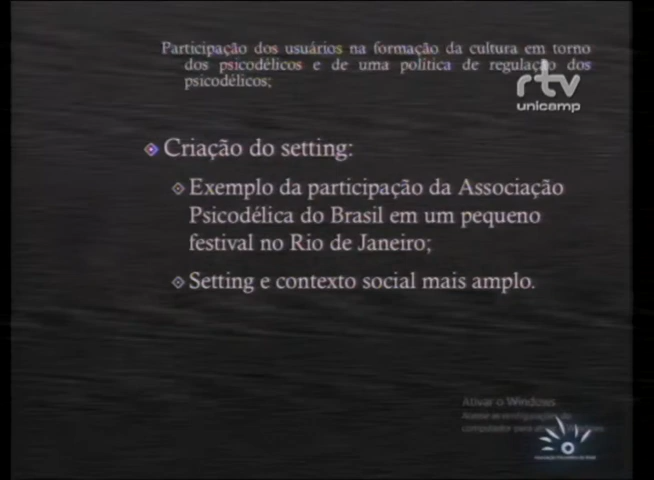 Participação dos usuários na formação da cultura em torno
dos psicodélicos e de uma política de regulação dos
psicodélicos;
rtv
unicamp
Criação do setting:
Exemplo da participação da Associação
Psicodélica do Brasil em um pequeno
festival no Rio de Janeiro;
Setting e contexto social mais amplo.
Ativar o Windows